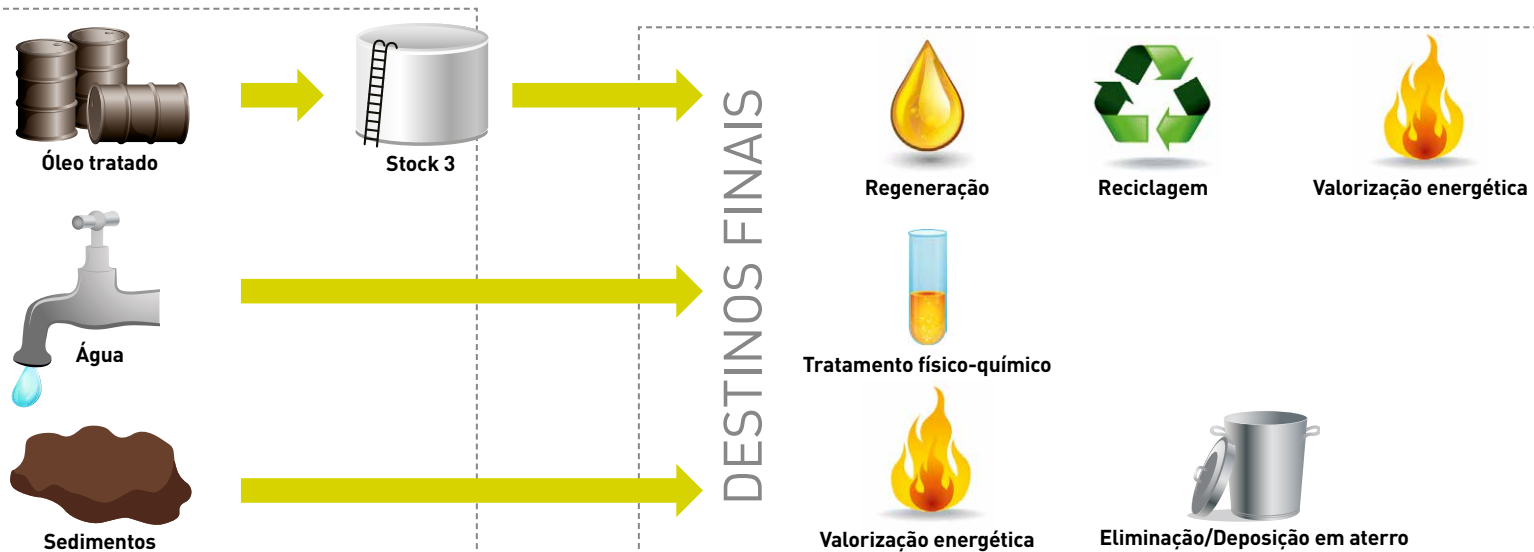 Óleo tratado
Stock 3
DESTINOS FINAIS
Regeneração
Reciclagem
Valorização energética
Água
Tratamento físico-químico
Sedimentos
Valorização energética
Eliminação/Deposição em aterro